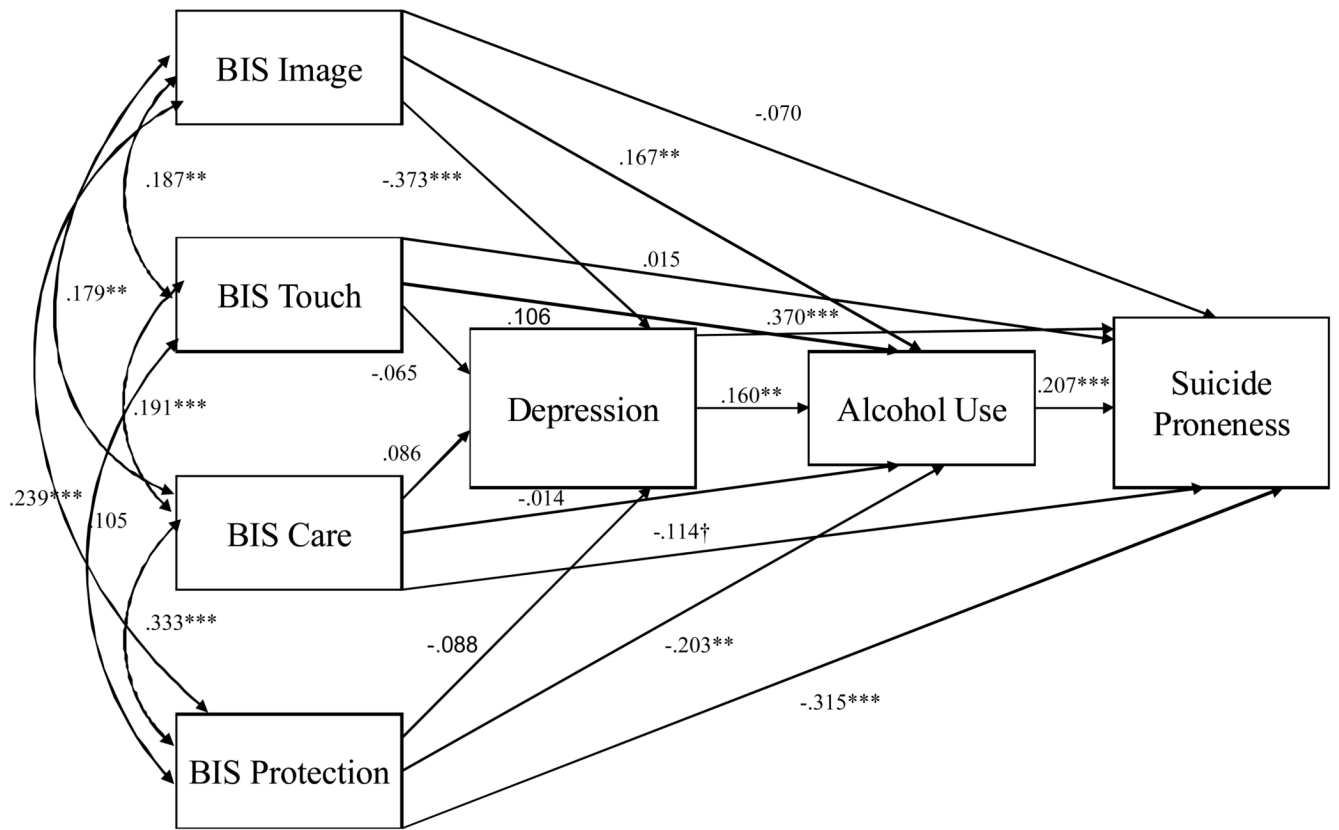 BIS Image
-.070
.167**
.187**
-.373***
.015
BIS Touch
.179**
.106
.370***
-.065
Suicide
Proneness
.160**
.207***
Depression
Alcohol Use
.191***
.086
.239***
-.014
.105
BIS Care
-.114†
.333***
-.088
-.203**
-.315***
BIS Protection